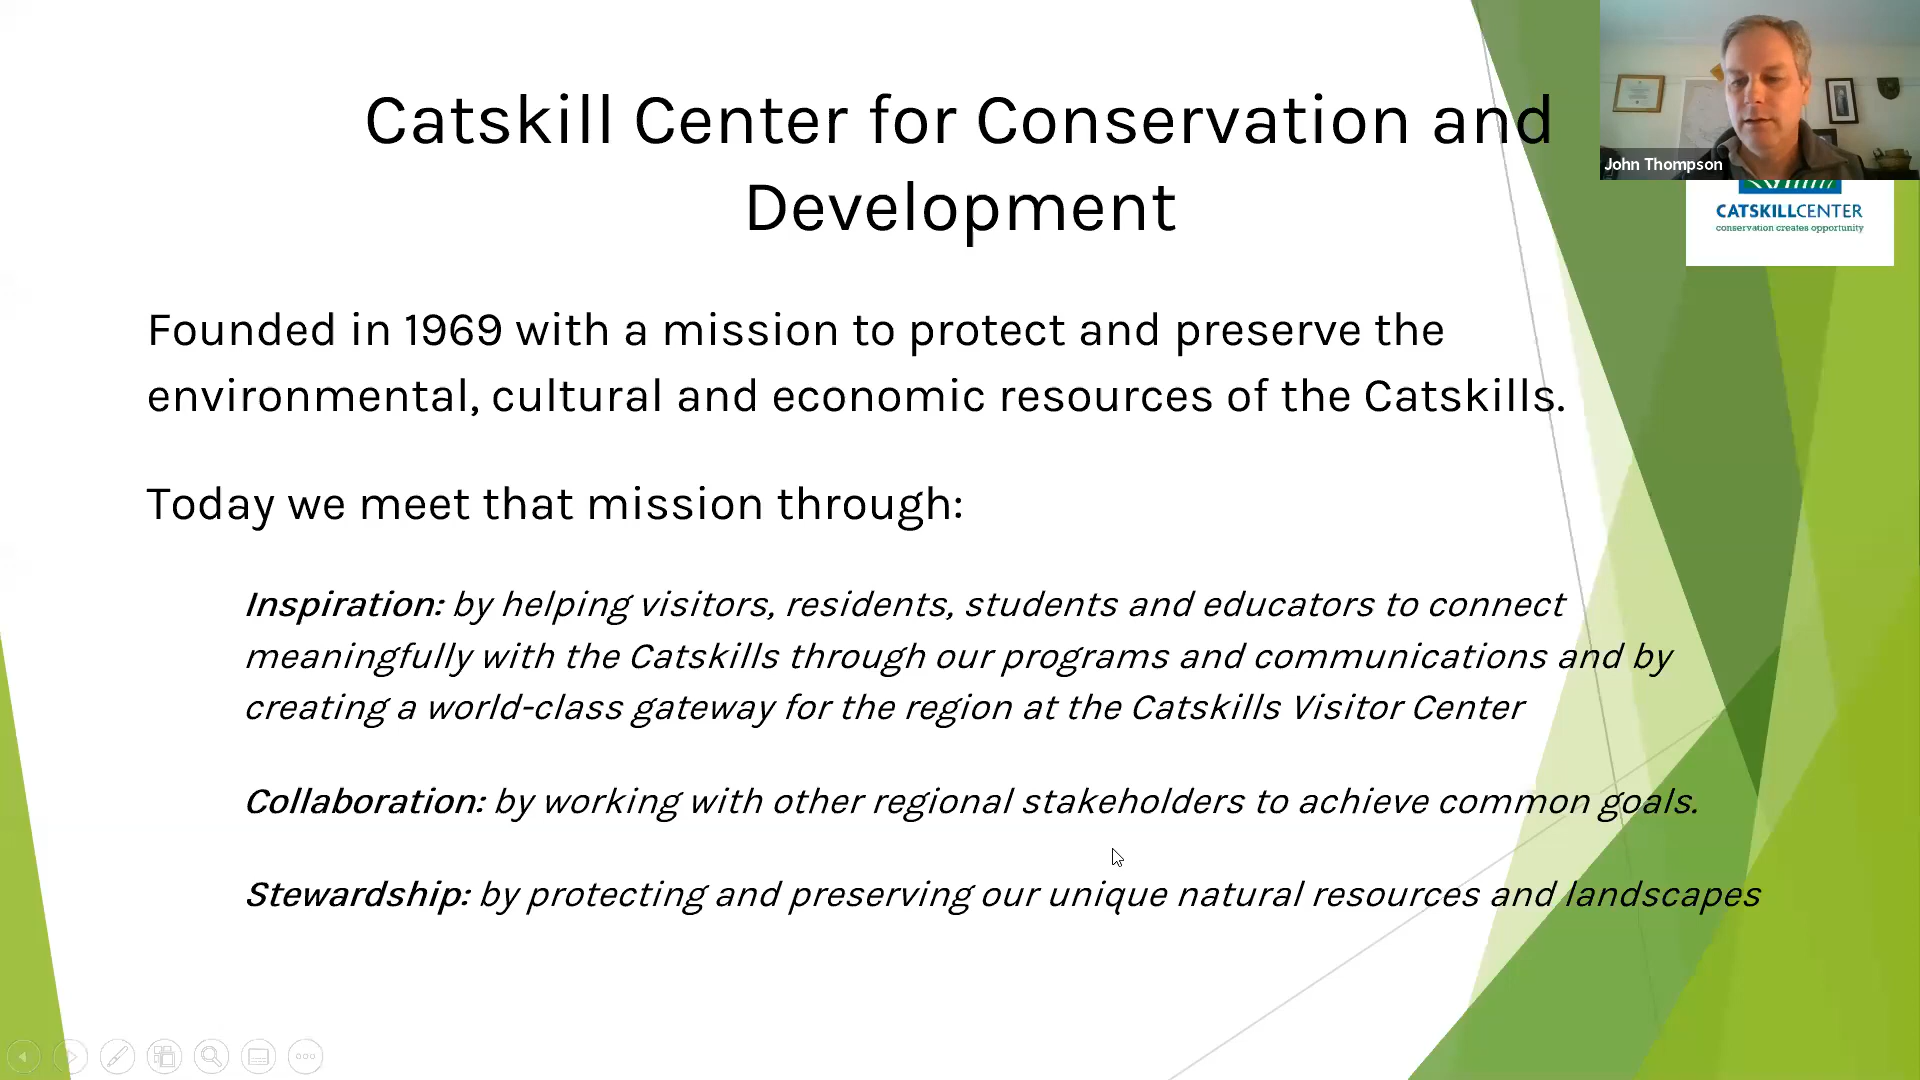 Catskill Center for Conservation and
Development
John Thompson
CATSKILLCENTER
conservation creates opportunity
Founded in 1969 with a mission to protect and preserve the
environmental, cultural and economic resources of the Catskills.
Today we meet that mission through:
Inspiration: by helping visitors, residents, students and educators to connect
meaningfully with the Catskills through our programs and communications and by
creating a world-class gateway for the region at the Catskills Visitor Center
Collaboration: by working with other regional stakeholders to achieve common goals.
Stewardship: by protecting and preserving our unique natural resources and landscapes